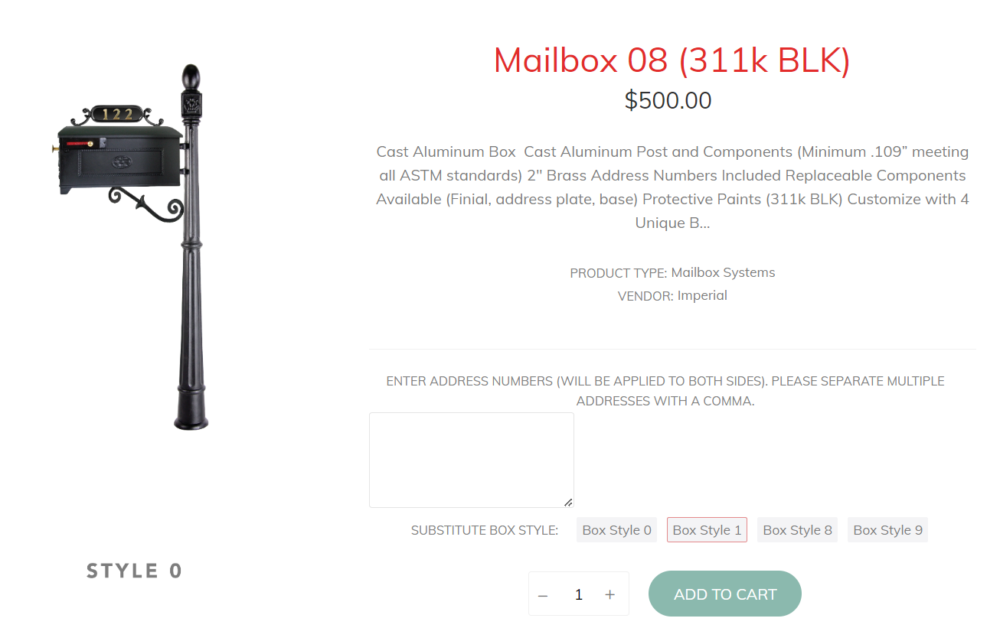 122
STYLE 0
Mailbox 08 (311k BLK)
$500.00
Cast Aluminum Box  Cast Aluminum Post and Components (Minimum .109” meeting
all ASTM standards) 2" Brass Address Numbers Included Replaceable Components
Available (Finial, address plate, base) Protective Paints (311k BLK) Customize with 4
Unique B...
PRODUCT TYPE: Mailbox Systems
VENDOR: Imperial
ENTER ADDRESS NUMBERS (WILL BE APPLIED TO BOTH SIDES). PLEASE SEPARATE MULTIPLE
ADDRESSES WITH A COMMA.
SUBSTITUTE BOX STYLE: Box Style 0 Box Style 1 Box Style 8 Box Style 9
– 1 + ADD TO CART